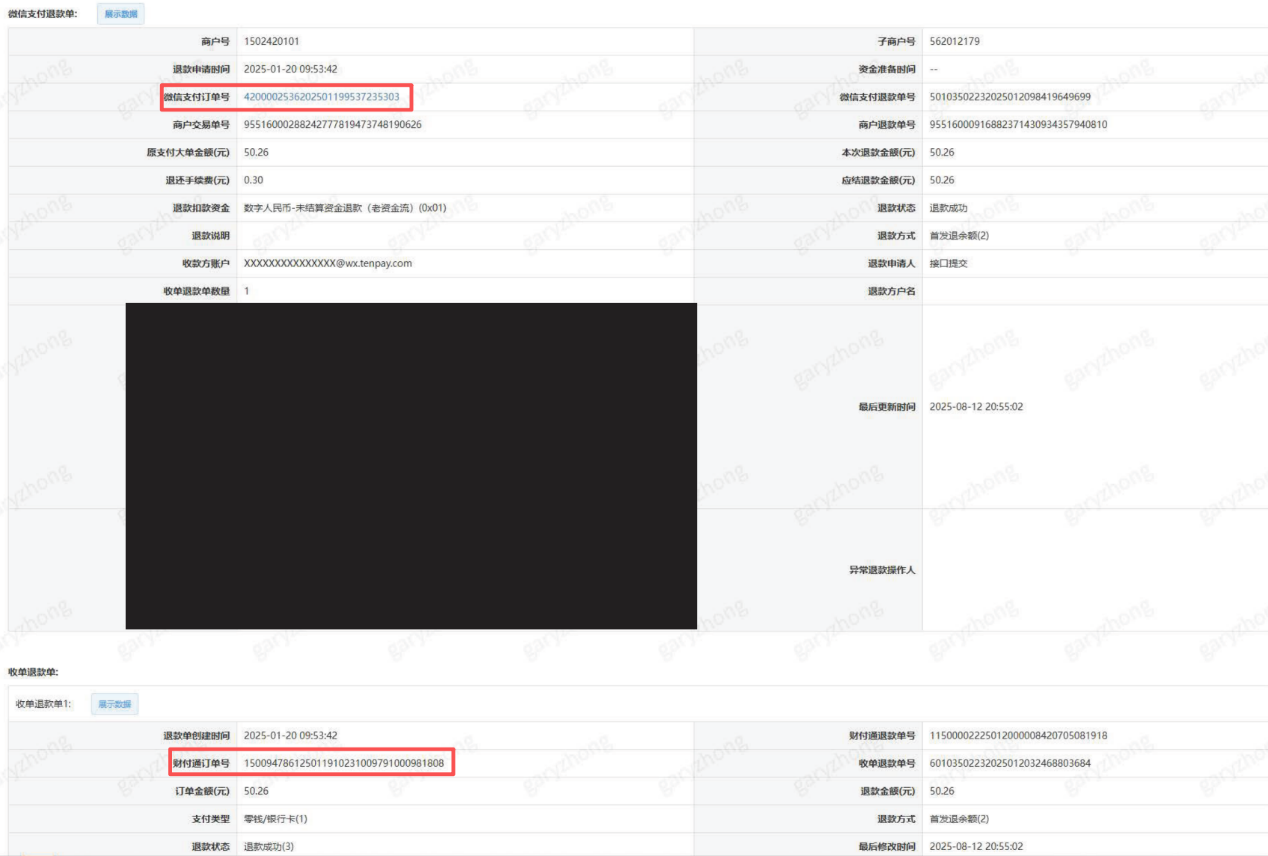 微信支付退款单: 展示数据
商户号 1502420101 子商户号 562012179
退款申请时间 2025-01-20 09:53:42 资金准备时间 --
微信支付订单号 4200002536202501199537235303 微信支付退款单号 50103502232025012098419649699
商户交易单号 95516000288242777819473748190626 商户退款单号 95516000916882371430934357940810
原支付大单金额(元) 50.26 本次退款金额(元) 50.26
退还手续费(元) 0.30 应结退款金额(元) 50.26
退款扣款资金 数字人民币-未结算资金退款（老资金流）(0x01) 退款状态 退款成功
退款说明 退款方式 首发退余额(2)
收款方账户 XXXXXXXXXXXXXXX@wx.tenpay.com 退款申请人 接口提交
收单退款单数量 1 退款方户名
最后更新时间 2025-08-12 20:55:02
异常退款操作人
收单退款单:
收单退款单1: 展示数据
退款单创建时间 2025-01-20 09:53:42 财付通退款单号 1150000222501200008420705081918
财付通订单号 15009478612501191023100979100981808 收单退款单号 60103502232025012032468803684
订单金额(元) 50.26 退款金额(元) 50.26
支付类型 零钱/银行卡(1) 退款方式 首发退余额(2)
退款状态 退款成功(3) 最后修改时间 2025-08-12 20:55:02
garyzhong